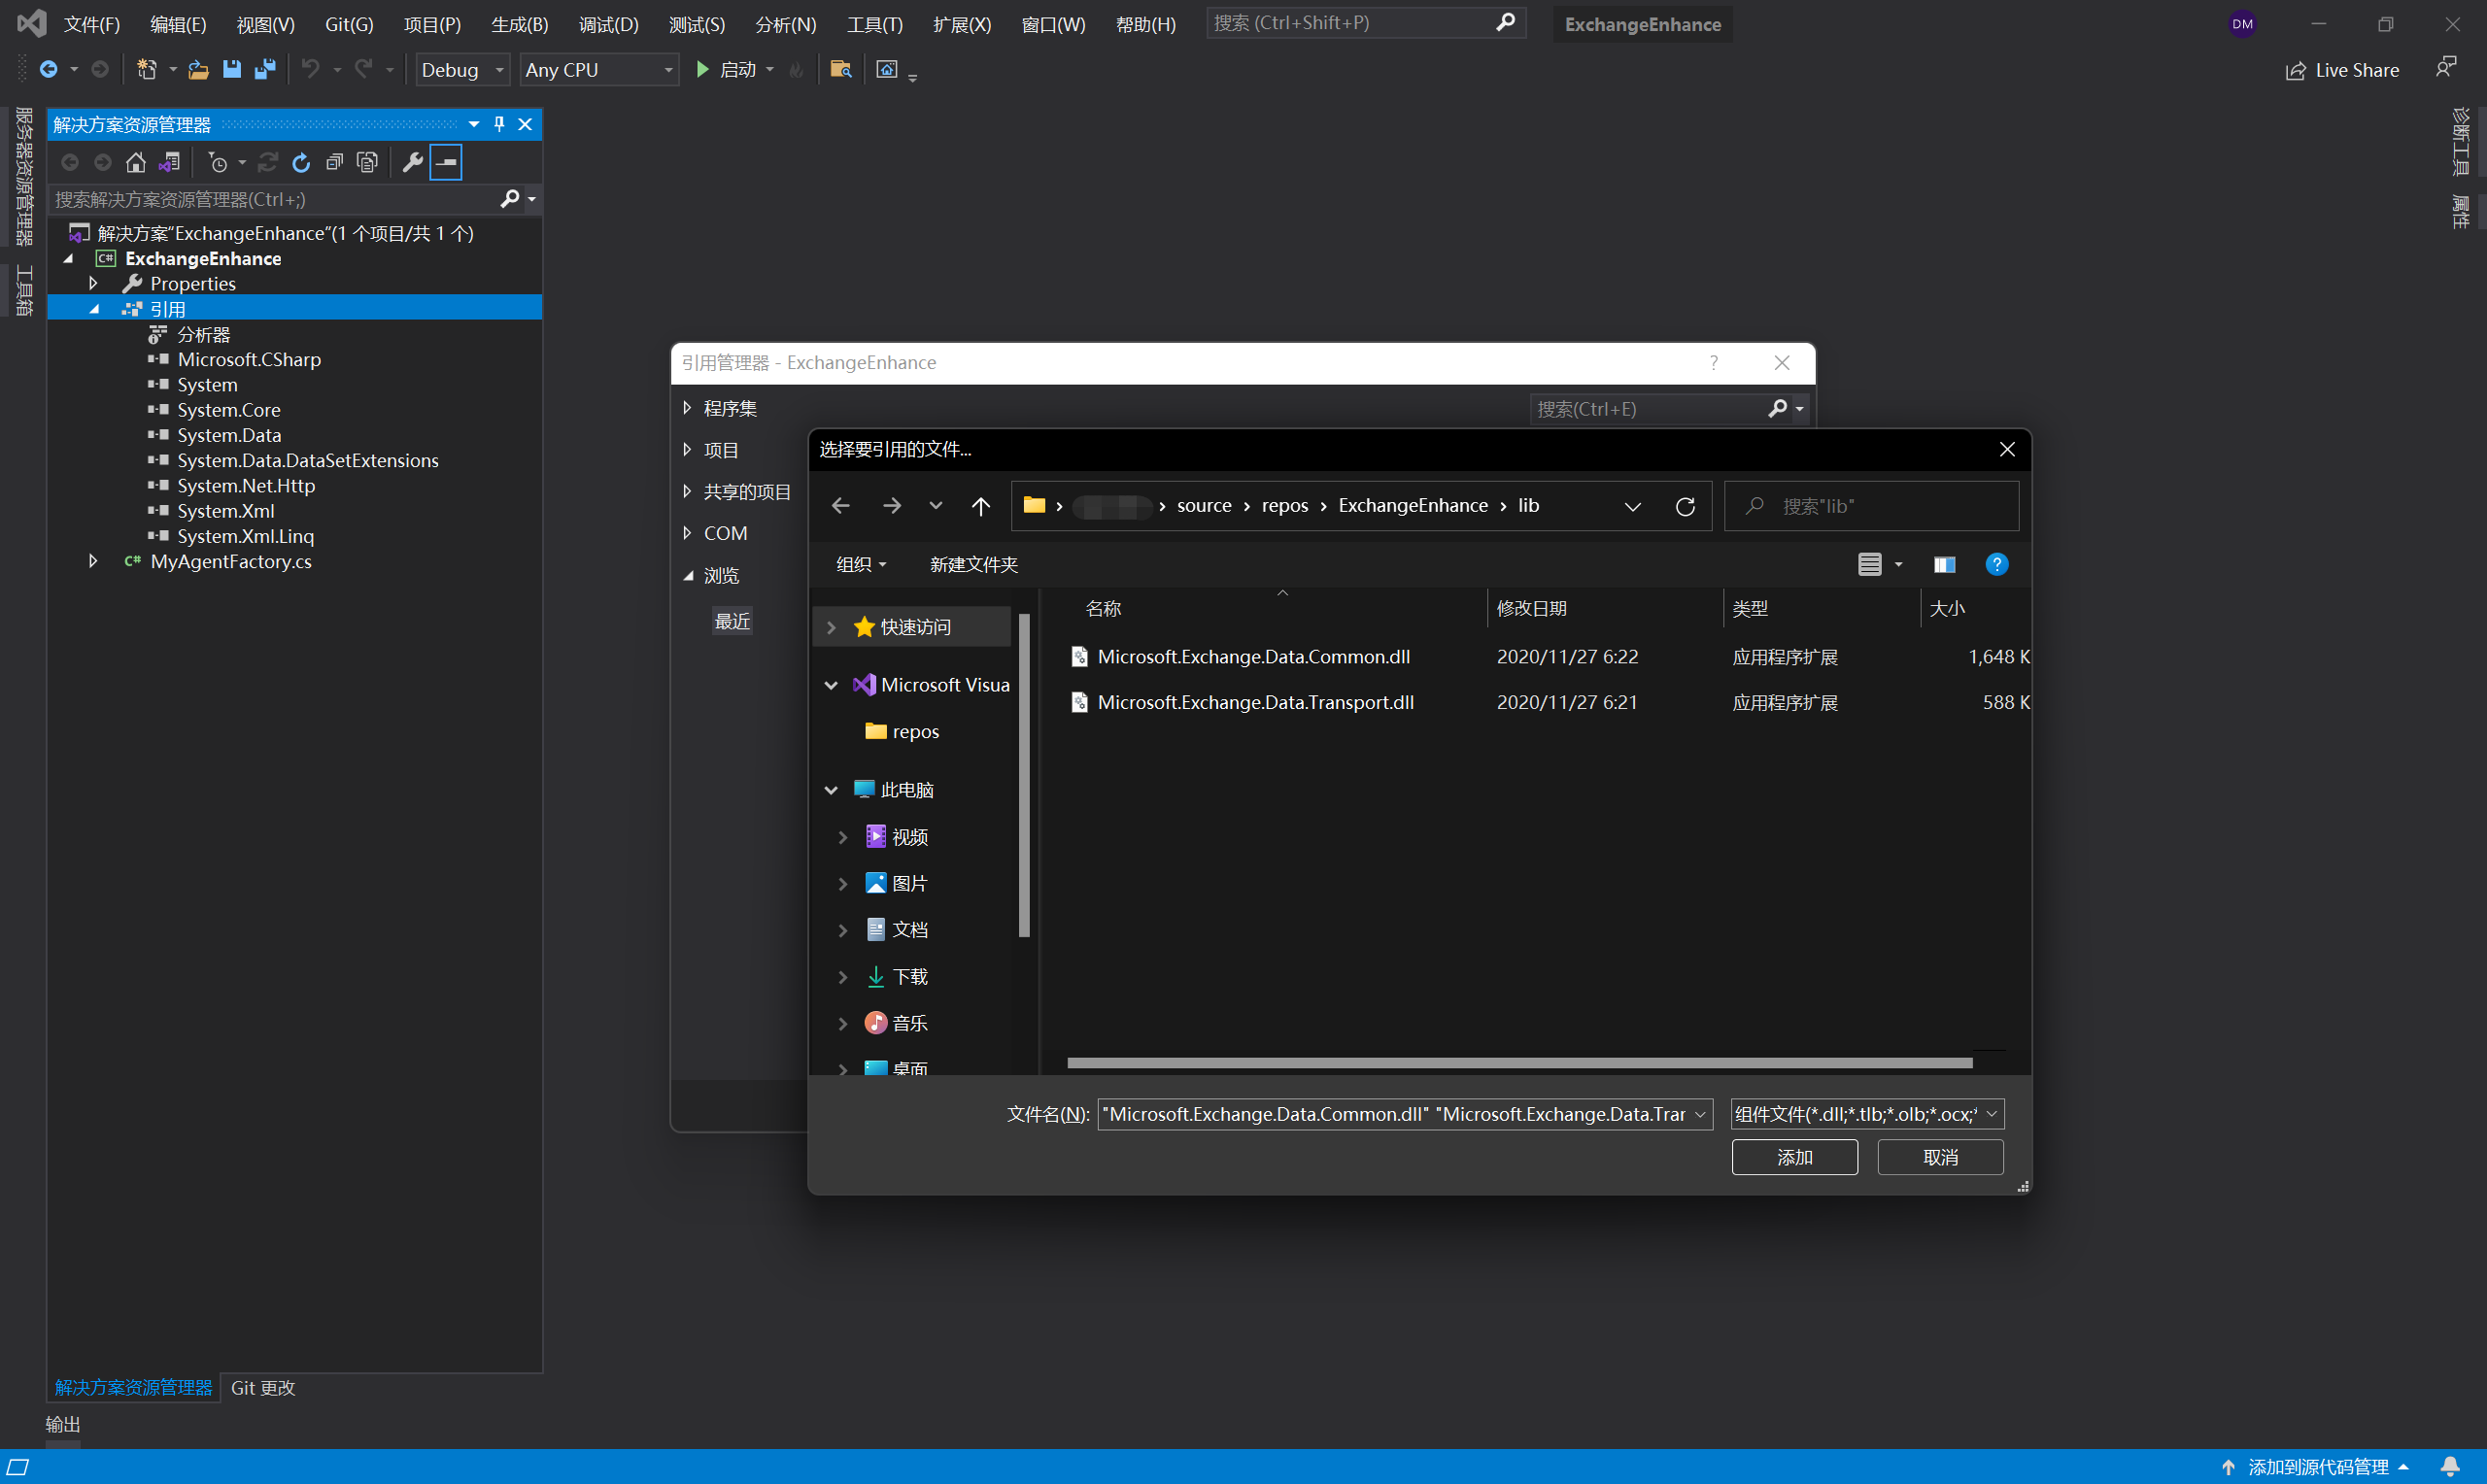 文件(F) 编辑(E) 视图(V) Git(G) 项目(P) 生成(B) 调试(D) 测试(S) 分析(N) 工具(T) 扩展(X) 窗口(W) 帮助(H) 搜索 (Ctrl+Shift+P) ExchangeEnhance DM
Debug Any CPU 启动 Live Share
服务器资源管理器
工具箱
解决方案资源管理器
搜索解决方案资源管理器(Ctrl+;)
解决方案"ExchangeEnhance"(1 个项目/共 1 个)
C# ExchangeEnhance
Properties
引用
分析器
Microsoft.CSharp
System
System.Core
System.Data
System.Data.DataSetExtensions
System.Net.Http
System.Xml
System.Xml.Linq
C# MyAgentFactory.cs
诊断工具
属性
引用管理器 - ExchangeEnhance ?
程序集
项目
共享的项目
COM
浏览
最近
搜索(Ctrl+E)
选择要引用的文件...
source › repos › ExchangeEnhance › lib
搜索"lib"
组织 新建文件夹
名称 修改日期 类型 大小
快速访问
Microsoft Visua
repos
此电脑
视频
图片
文档
下载
音乐
桌面
Microsoft.Exchange.Data.Common.dll 2020/11/27 6:22 应用程序扩展 1,648 K
Microsoft.Exchange.Data.Transport.dll 2020/11/27 6:21 应用程序扩展 588 K
文件名(N): "Microsoft.Exchange.Data.Common.dll" "Microsoft.Exchange.Data.Trar 组件文件(*.dll;*.tlb;*.olb;*.ocx;*
添加 取消
解决方案资源管理器 Git 更改
输出
添加到源代码管理